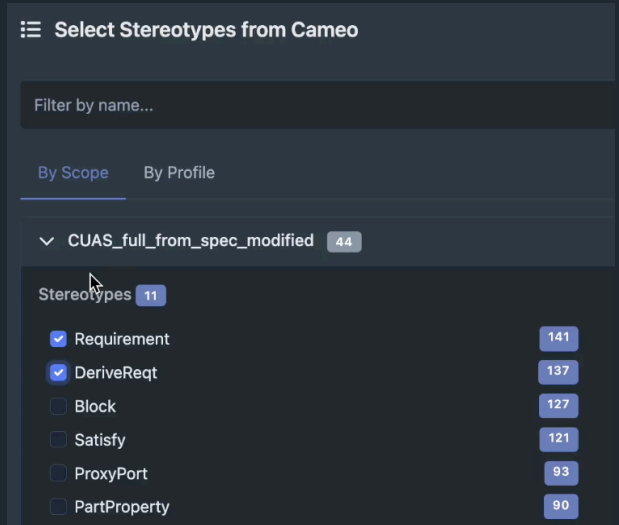 Select Stereotypes from Cameo
Filter by name...
By Scope By Profile
CUAS_full_from_spec_modified 44
Stereotypes 11
Requirement 141
DeriveReqt 137
Block 127
Satisfy 121
ProxyPort 93
PartProperty 90